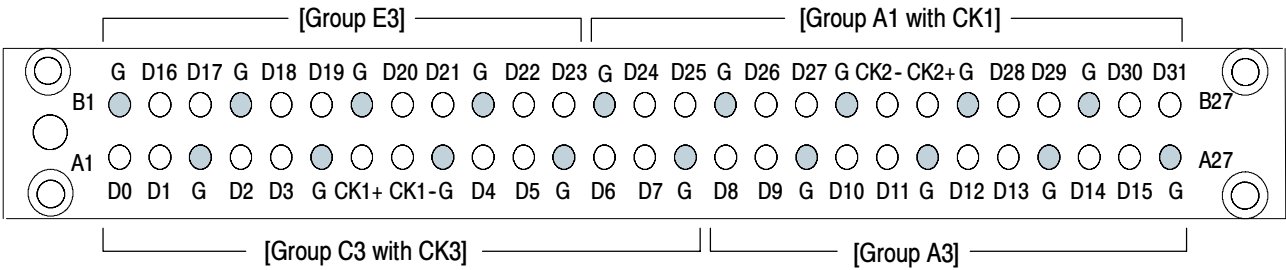 [Group E3] [Group A1 with CK1]
G D16 D17 G D18 D19 G D20 D21 G D22 D23 G D24 D25 G D26 D27 G CK2- CK2+ G D28 D29 G D30 D31
B1 B27
A1 A27
D0 D1 G D2 D3 G CK1+ CK1- G D4 D5 G D6 D7 G D8 D9 G D10 D11 G D12 D13 G D14 D15 G
[Group C3 with CK3] [Group A3]